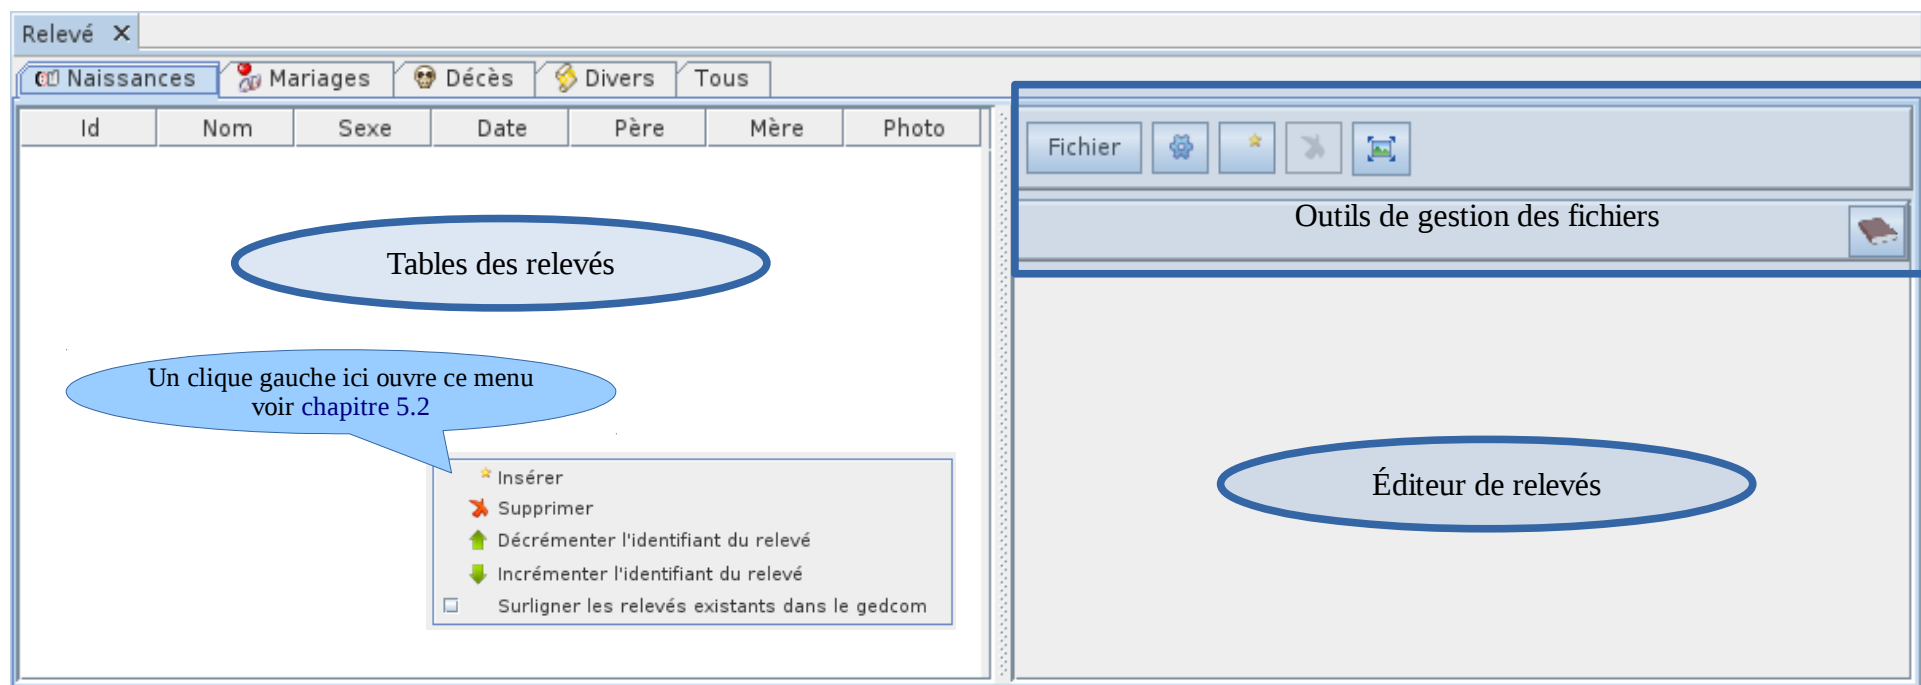 Relevé
Naissances Mariages Décès Divers Tous
Id Nom Sexe Date Père Mère Photo
Fichier
Outils de gestion des fichiers
Tables des relevés
Un clique gauche ici ouvre ce menu
voir chapitre 5.2
Insérer
Supprimer
Décrémenter l'identifiant du relevé
Incrémenter l'identifiant du relevé
Surligner les relevés existants dans le gedcom
Éditeur de relevés